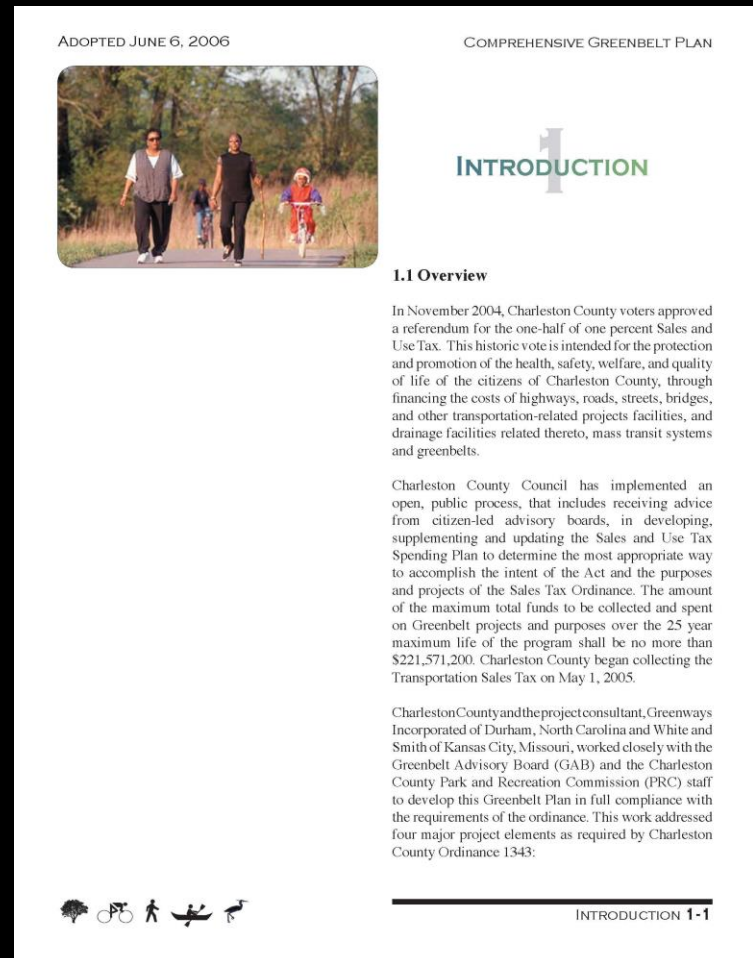 ADOPTED JUNE 6, 2006
COMPREHENSIVE GREENBELT PLAN
1
INTRODUCTION
1.1 Overview
In November 2004, Charleston County voters approved
a referendum for the one-half of one percent Sales and
Use Tax. This historic vote is intended for the protection
and promotion of the health, safety, welfare, and quality
of life of the citizens of Charleston County, through
financing the costs of highways, roads, streets, bridges,
and other transportation-related projects facilities, and
drainage facilities related thereto, mass transit systems
and greenbelts.
Charleston County Council has implemented an
open, public process, that includes receiving advice
from citizen-led advisory boards, in developing,
supplementing and updating the Sales and Use Tax
Spending Plan to determine the most appropriate way
to accomplish the intent of the Act and the purposes
and projects of the Sales Tax Ordinance. The amount
of the maximum total funds to be collected and spent
on Greenbelt projects and purposes over the 25 year
maximum life of the program shall be no more than
$221,571,200. Charleston County began collecting the
Transportation Sales Tax on May 1, 2005.
Charleston County and the project consultant, Greenways
Incorporated of Durham, North Carolina and White and
Smith of Kansas City, Missouri, worked closely with the
Greenbelt Advisory Board (GAB) and the Charleston
County Park and Recreation Commission (PRC) staff
to develop this Greenbelt Plan in full compliance with
the requirements of the ordinance. This work addressed
four major project elements as required by Charleston
County Ordinance 1343:
INTRODUCTION 1-1